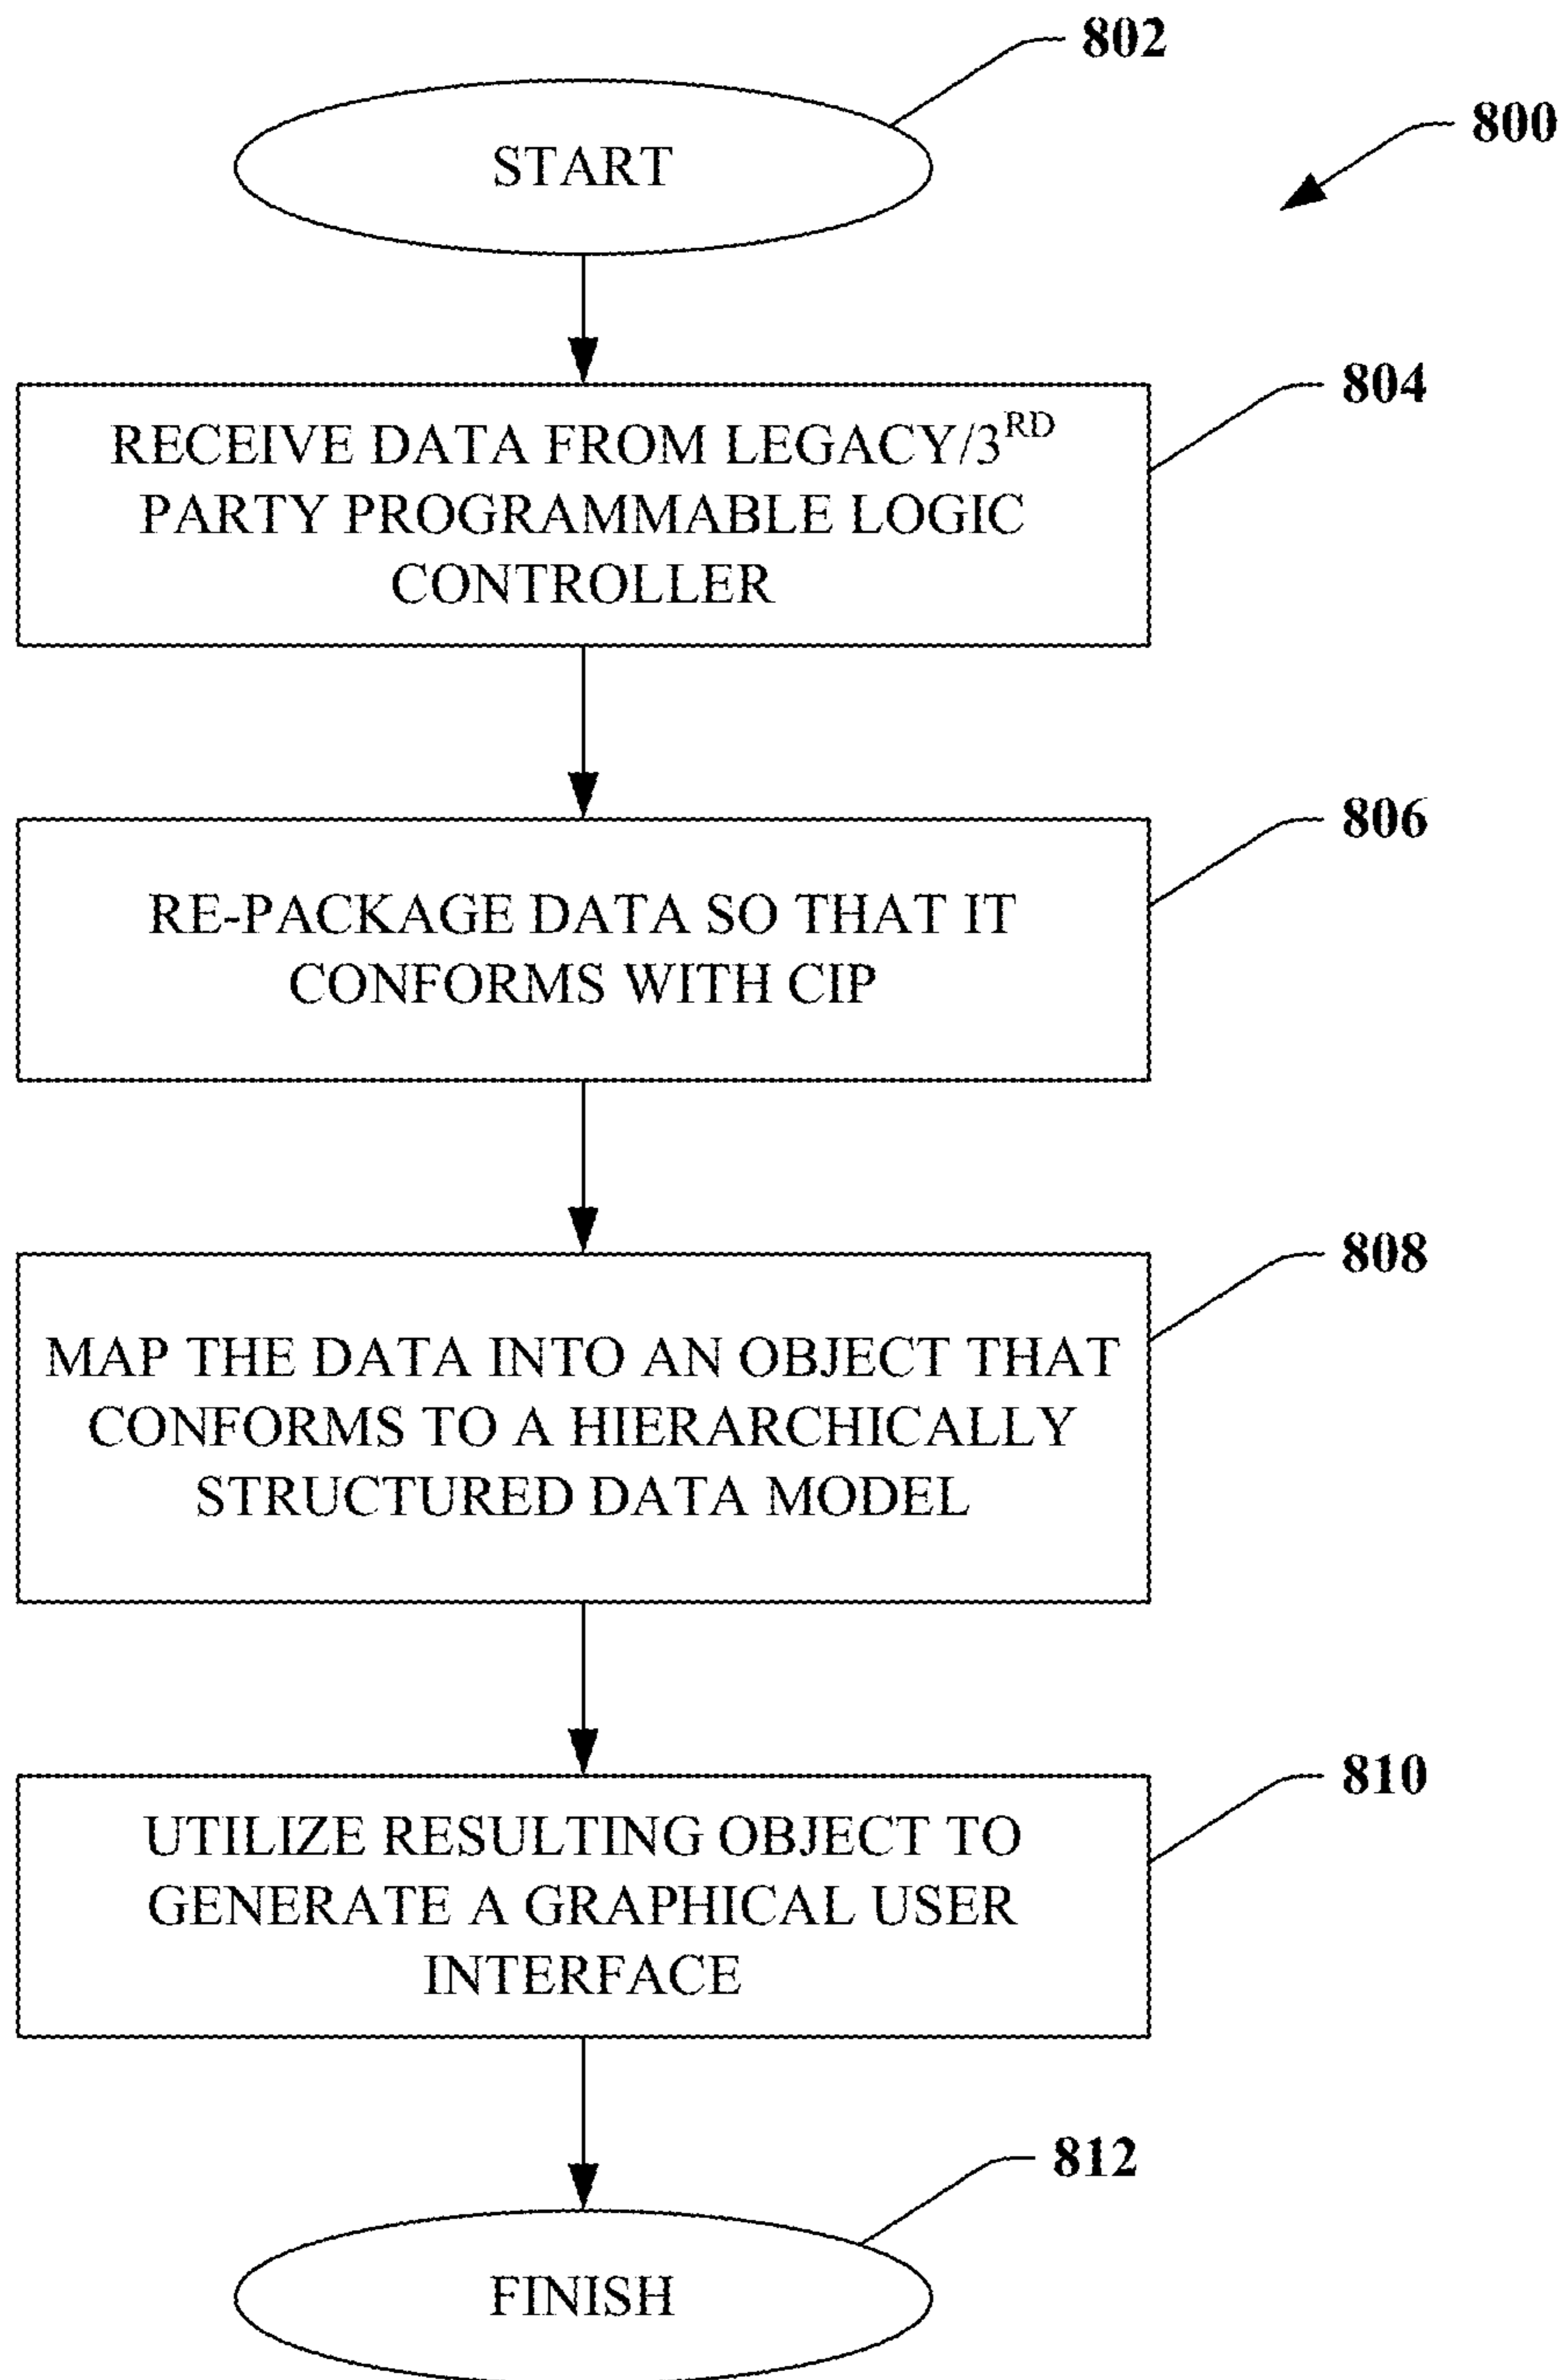 802
800
START
804
RECEIVE DATA FROM LEGACY/3RD
PARTY PROGRAMMABLE LOGIC
CONTROLLER
806
RE-PACKAGE DATA SO THAT IT
CONFORMS WITH CIP
808
MAP THE DATA INTO AN OBJECT THAT
CONFORMS TO A HIERARCHICALLY
STRUCTURED DATA MODEL
810
UTILIZE RESULTING OBJECT TO
GENERATE A GRAPHICAL USER
INTERFACE
812
FINISH